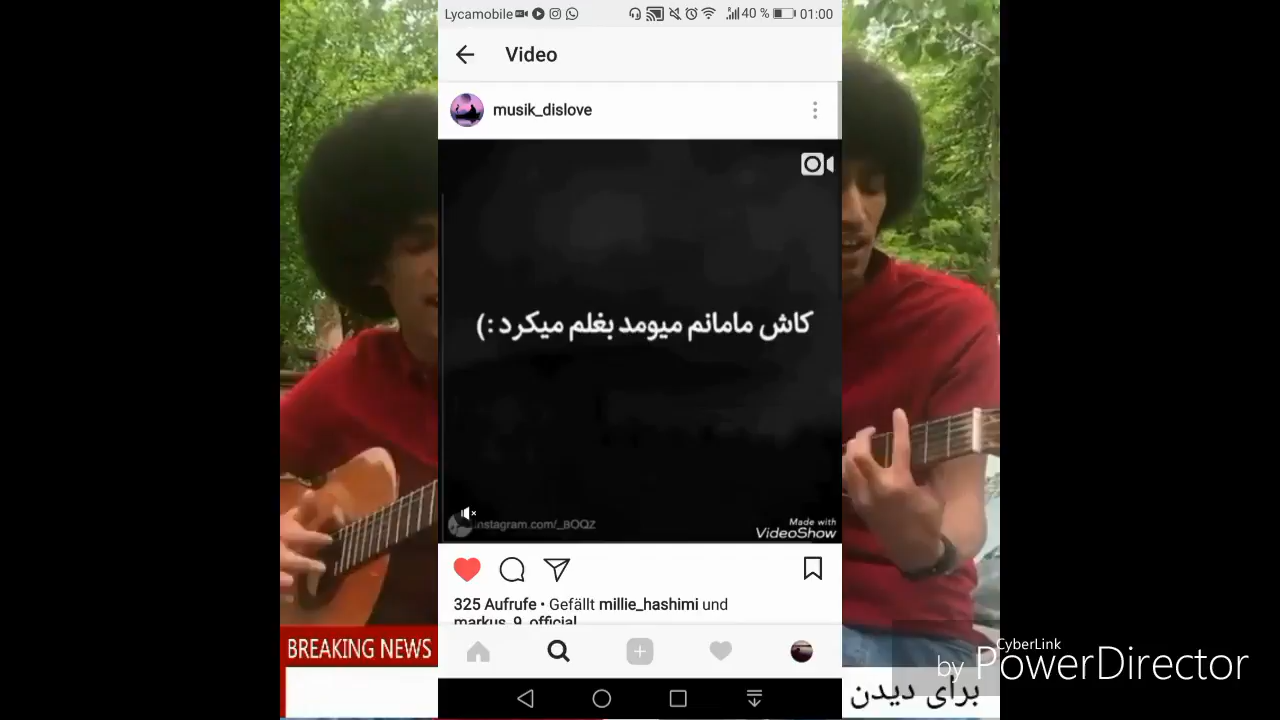 Lycamobile
40 %
01:00
Video
musik_dislove
کاش مامانم میومد بغلم میکرد :)
instagram.com/_BOQZ
Made with
VideoShow
325 Aufrufe • Gefällt millie_hashimi und
markus_9_official
BREAKING NEWS
برای دیدن
CyberLink
by PowerDirector